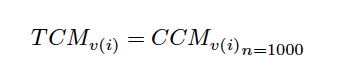 $TCM_{v(i)} = CCM_{v(i)_{n=1000}}$